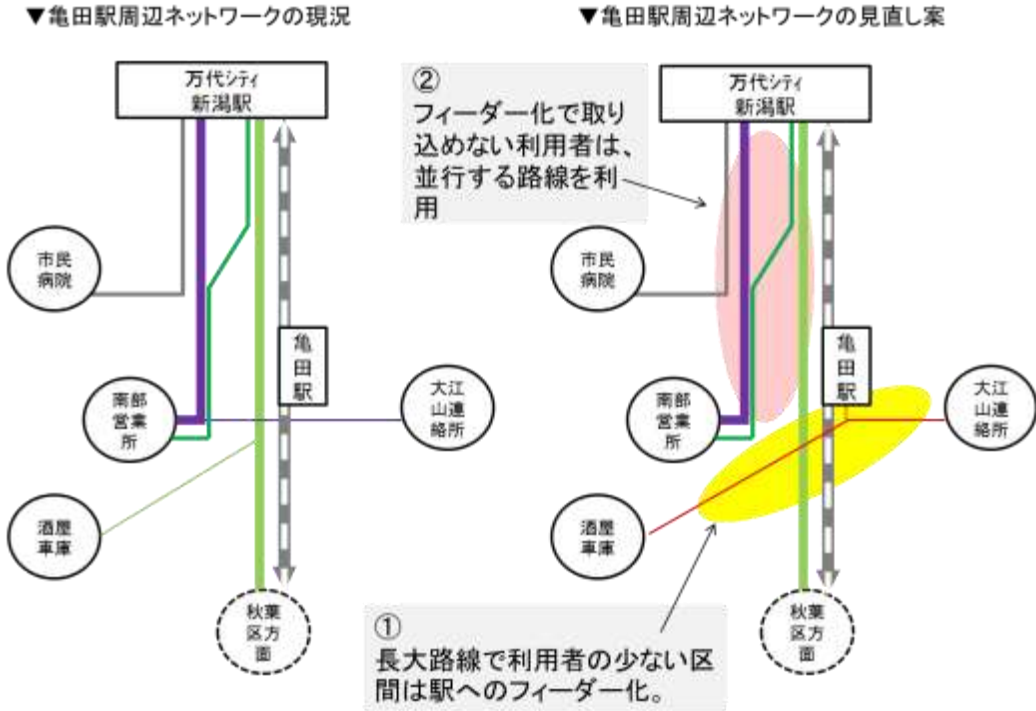 ▼亀田駅周辺ネットワークの現況
万代シティ
新潟駅
市民
病院
亀
田
駅
南部
営業
所
大江
山連
絡所
酒屋
車庫
秋葉
区方
面
▼亀田駅周辺ネットワークの見直し案
万代シティ
新潟駅
②
フィーダー化で取り
込めない利用者は、
並行する路線を利
用
市民
病院
亀
田
駅
南部
営業
所
大江
山連
絡所
酒屋
車庫
秋葉
区方
面
①
長大路線で利用者の少ない区
間は駅へのフィーダー化。